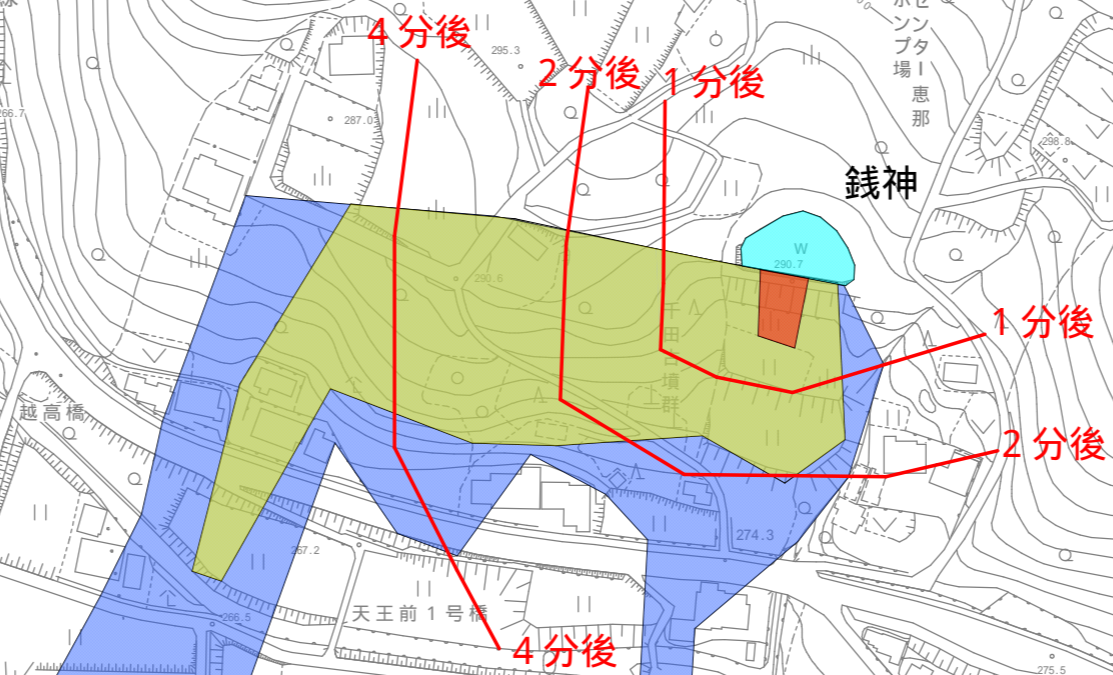 4 分後
2 分後
1 分後
センター恵那
ポンプ場
295.3
287.0
266.7
298.8
銭神
W
290.7
290.6
千田古墳群
1 分後
越高橋
2 分後
274.3
267.2
天王前1号橋
266.5
4 分後
275.5